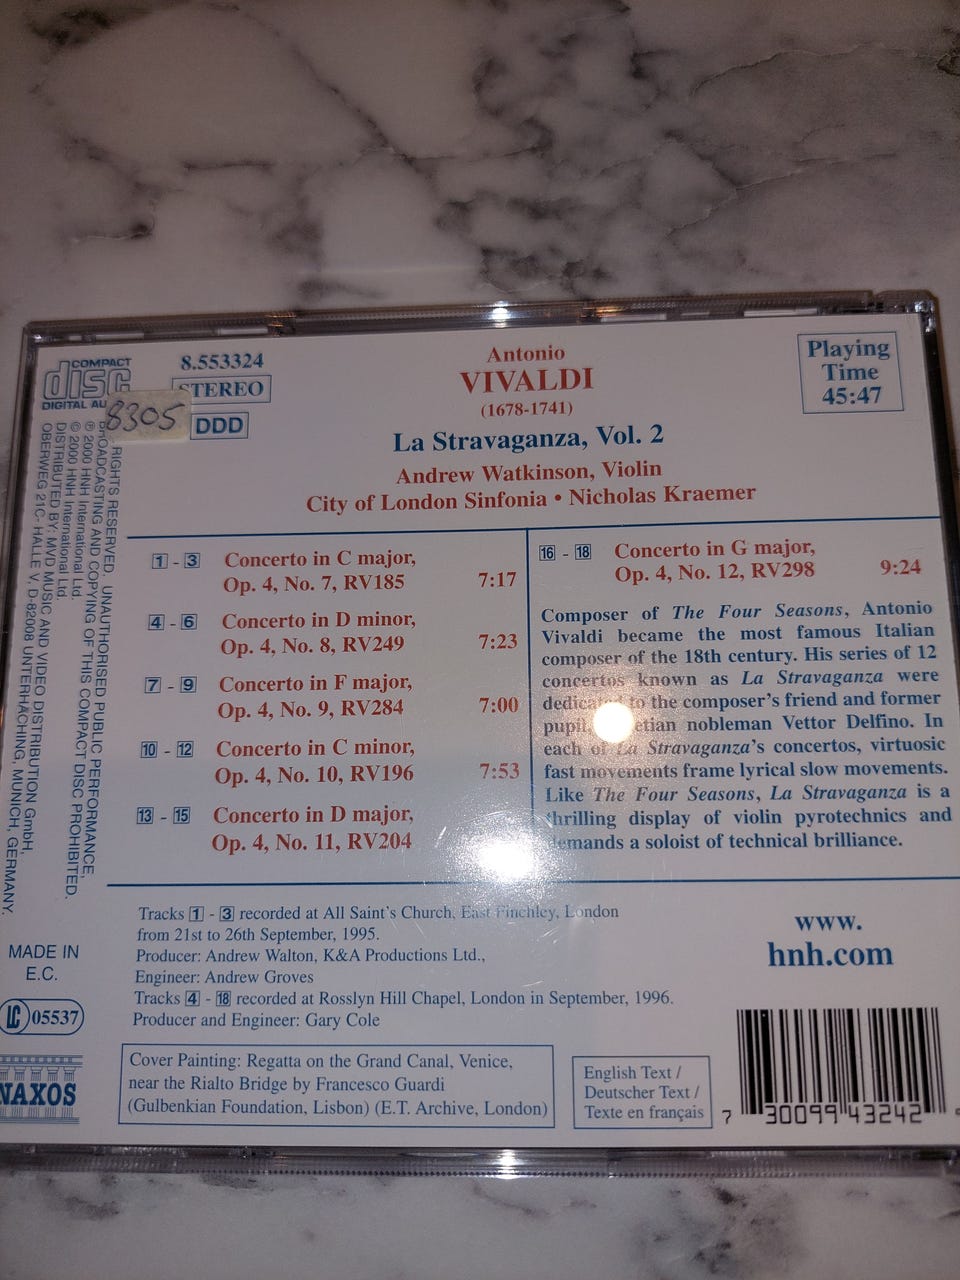 COMPACT
disc
DIGITAL AU
8305
8.553324
STEREO
DDD
Antonio
VIVALDI
(1678-1741)
La Stravaganza, Vol. 2
Andrew Watkinson, Violin
City of London Sinfonia • Nicholas Kraemer
Playing
Time
45:47
1 - 3 Concerto in C major,
Op. 4, No. 7, RV185 7:17
4 - 6 Concerto in D minor,
Op. 4, No. 8, RV249 7:23
7 - 9 Concerto in F major,
Op. 4, No. 9, RV284 7:00
10 - 12 Concerto in C minor,
Op. 4, No. 10, RV196 7:53
13 - 15 Concerto in D major,
Op. 4, No. 11, RV204
16 - 18 Concerto in G major,
Op. 4, No. 12, RV298 9:24
Composer of The Four Seasons, Antonio
Vivaldi became the most famous Italian
composer of the 18th century. His series of 12
concertos known as La Stravaganza were
dedicated to the composer's friend and former
pupil, nobleman Vettor Delfino. In
each of La Stravaganza's concertos, virtuosic
fast movements frame lyrical slow movements.
Like The Four Seasons, La Stravaganza is a
thrilling display of violin pyrotechnics and
demands a soloist of technical brilliance.
RIGHTS RESERVED. UNAUTHORISED PUBLIC PERFORMANCE,
BROADCASTING AND COPYING OF THIS COMPACT DISC PROHIBITED.
℗ 2000 HNH International Ltd.
© 2000 HNH International Ltd.
DISTRIBUTED BY: MVD MUSIC AND VIDEO DISTRIBUTION GmbH,
OBERWEG 21C- HALLE V, D-82008 UNTERHACHING, MUNICH, GERMANY.
Tracks 1 - 3 recorded at All Saint's Church, East Finchley, London
from 21st to 26th September, 1995.
Producer: Andrew Walton, K&A Productions Ltd.,
Engineer: Andrew Groves
Tracks 4 - 18 recorded at Rosslyn Hill Chapel, London in September, 1996.
Producer and Engineer: Gary Cole
www.
hnh.com
MADE IN
E.C.
LC 05537
NAXOS
Cover Painting: Regatta on the Grand Canal, Venice,
near the Rialto Bridge by Francesco Guardi
(Gulbenkian Foundation, Lisbon) (E.T. Archive, London)
English Text /
Deutscher Text /
Texte en français
7 30099 43242